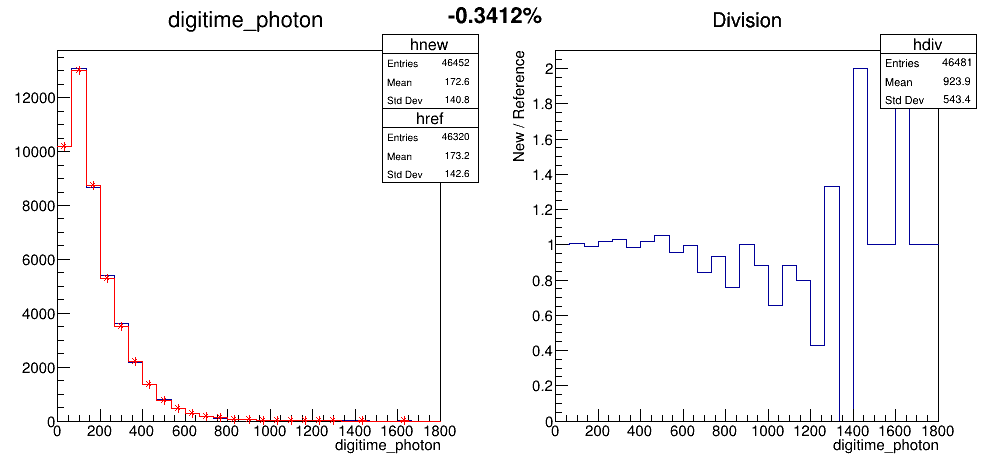 digitime_photon
-0.3412%
Division
hnew
Entries 46452
Mean 172.6
Std Dev 140.8
href
Entries 46320
Mean 173.2
Std Dev 142.6
12000
10000
8000
6000
4000
2000
0
0 200 400 600 800 1000 1200 1400 1600 1800
digitime_photon
hdiv
Entries 46481
Mean 923.9
Std Dev 543.4
New / Reference
2
1.8
1.6
1.4
1.2
1
0.8
0.6
0.4
0.2
0
0 200 400 600 800 1000 1200 1400 1600 1800
digitime_photon